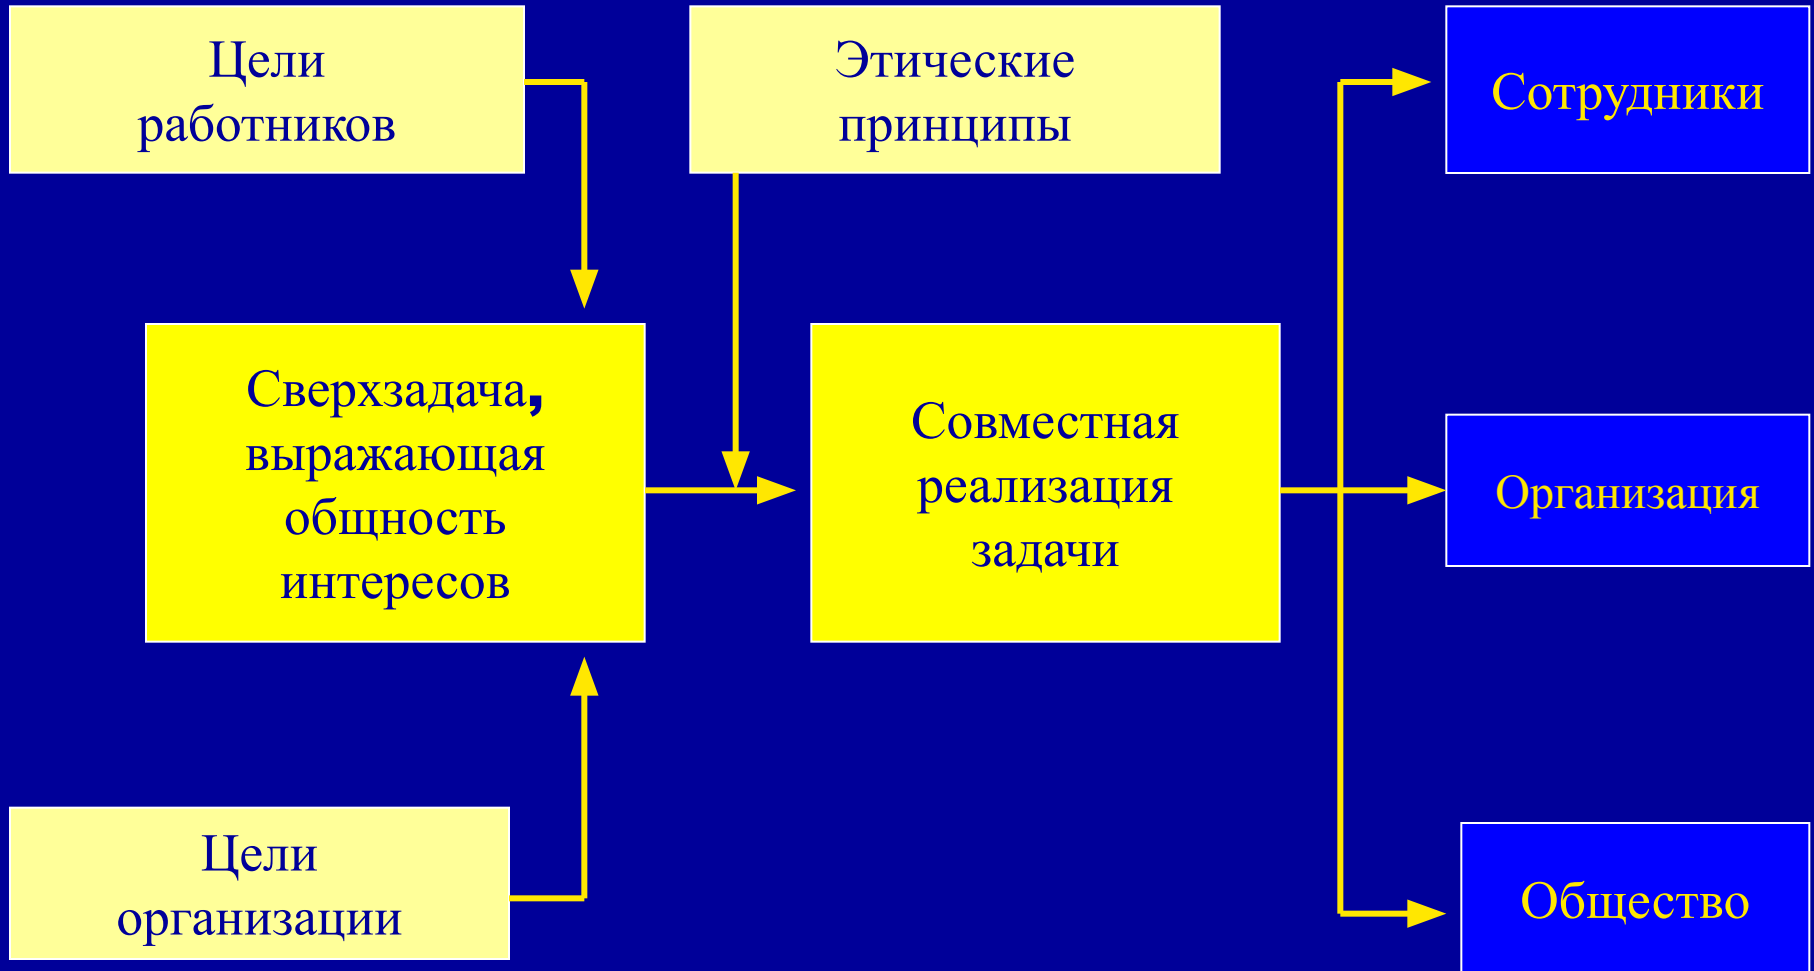 Цели
работников
Этические
принципы
Сотрудники
Сверхзадача,
выражающая
общность
интересов
Совместная
реализация
задачи
Организация
Цели
организации
Общество